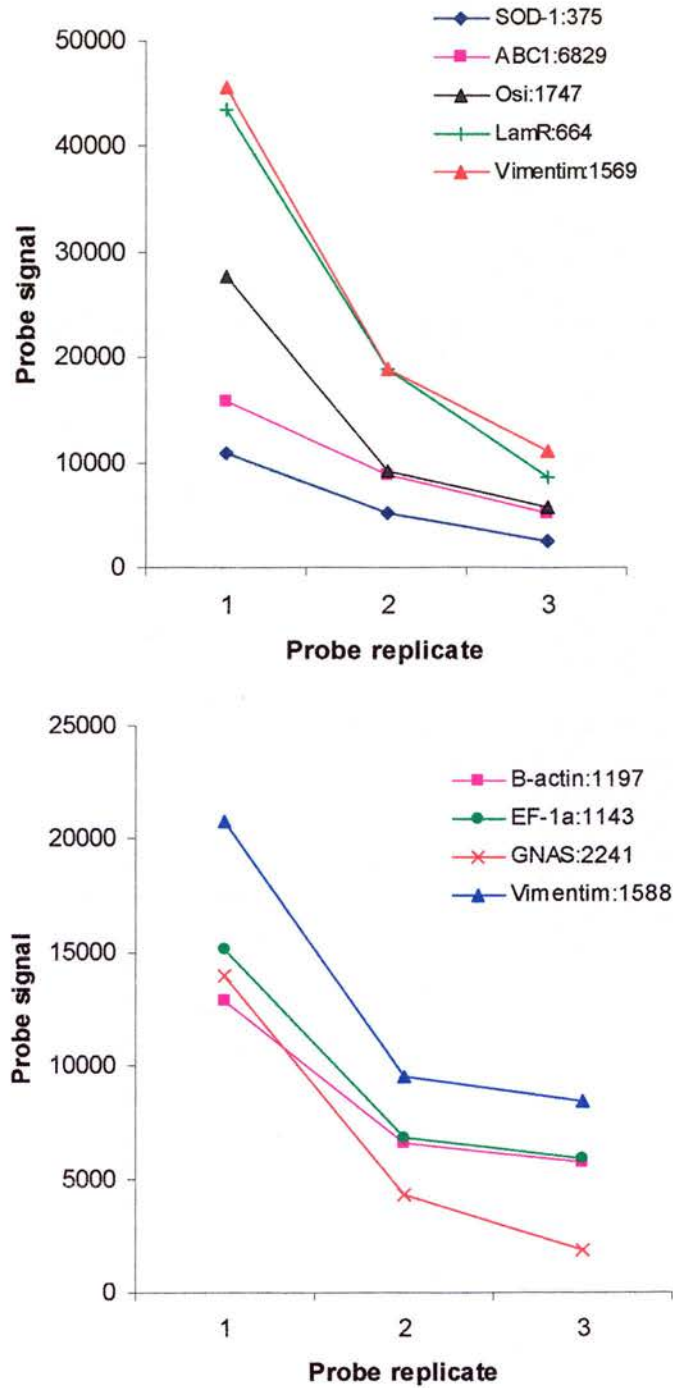 SOD-1:375
ABC1:6829
Osi:1747
LamR:664
Vimentim:1569
50000
40000
30000
20000
10000
0
Probe signal
1 2 3
Probe replicate
B-actin:1197
EF-1a:1143
GNAS:2241
Vimentim:1588
25000
20000
15000
10000
5000
0
Probe signal
1 2 3
Probe replicate